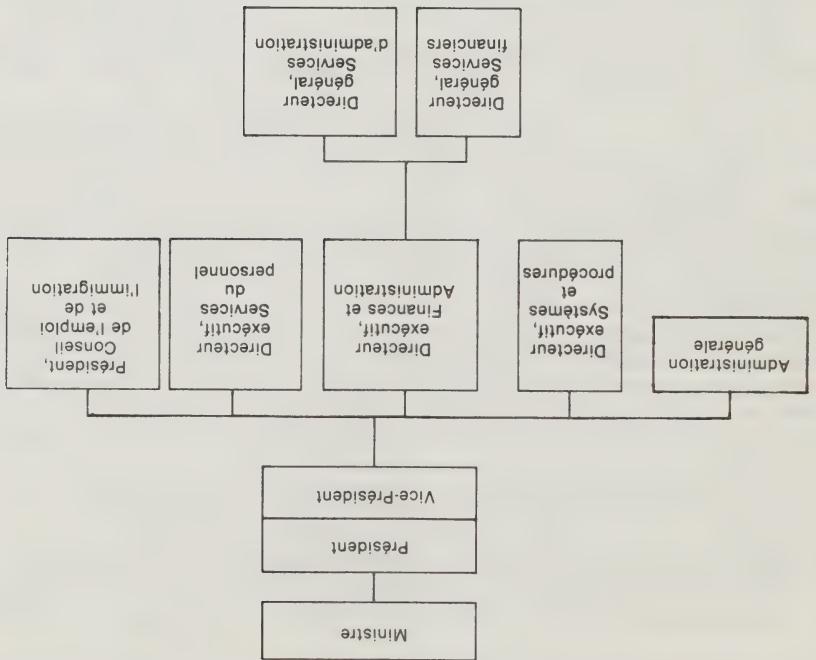 Ministre
Président
Vice-Président
Administration
générale
Directeur
exécutif,
Systèmes
et
procédures
Directeur
exécutif,
Finances et
Administration
Directeur
exécutif,
Services
du
personnel
Président,
Conseil
de l'emploi
et de
l'immigration
Directeur
général,
Services
financiers
Directeur
général,
Services
d'administration